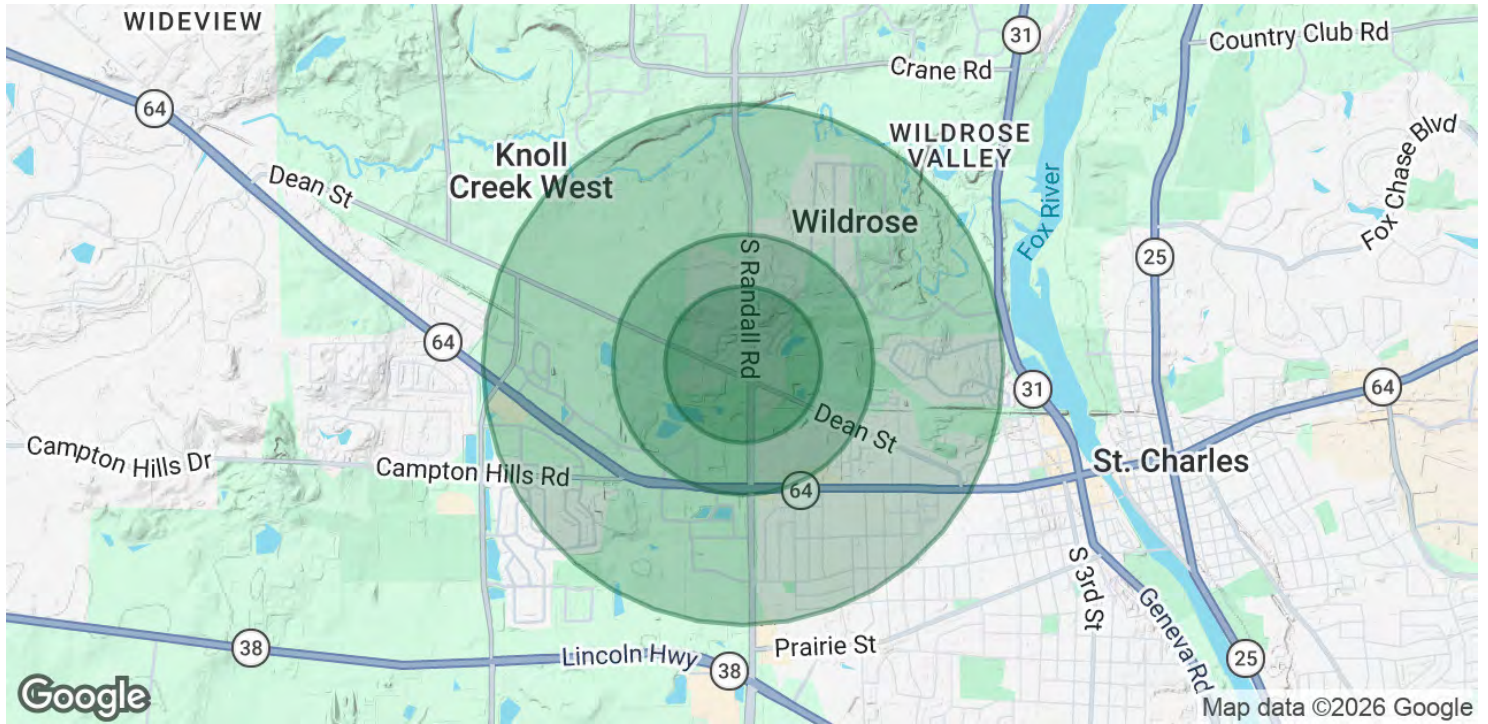 WIDEVIEW
31
Country Club Rd
Crane Rd
64
WILDROSE
VALLEY
Knoll
Creek West
Fox Chase Blvd
Dean St
Fox River
Wildrose
25
S Randall Rd
64
31
64
Dean St
Campton Hills Dr
Campton Hills Rd
St. Charles
64
S 3rd St
Geneva Rd
38
Lincoln Hwy
Prairie St
38
25
Google
Map data ©2026 Google